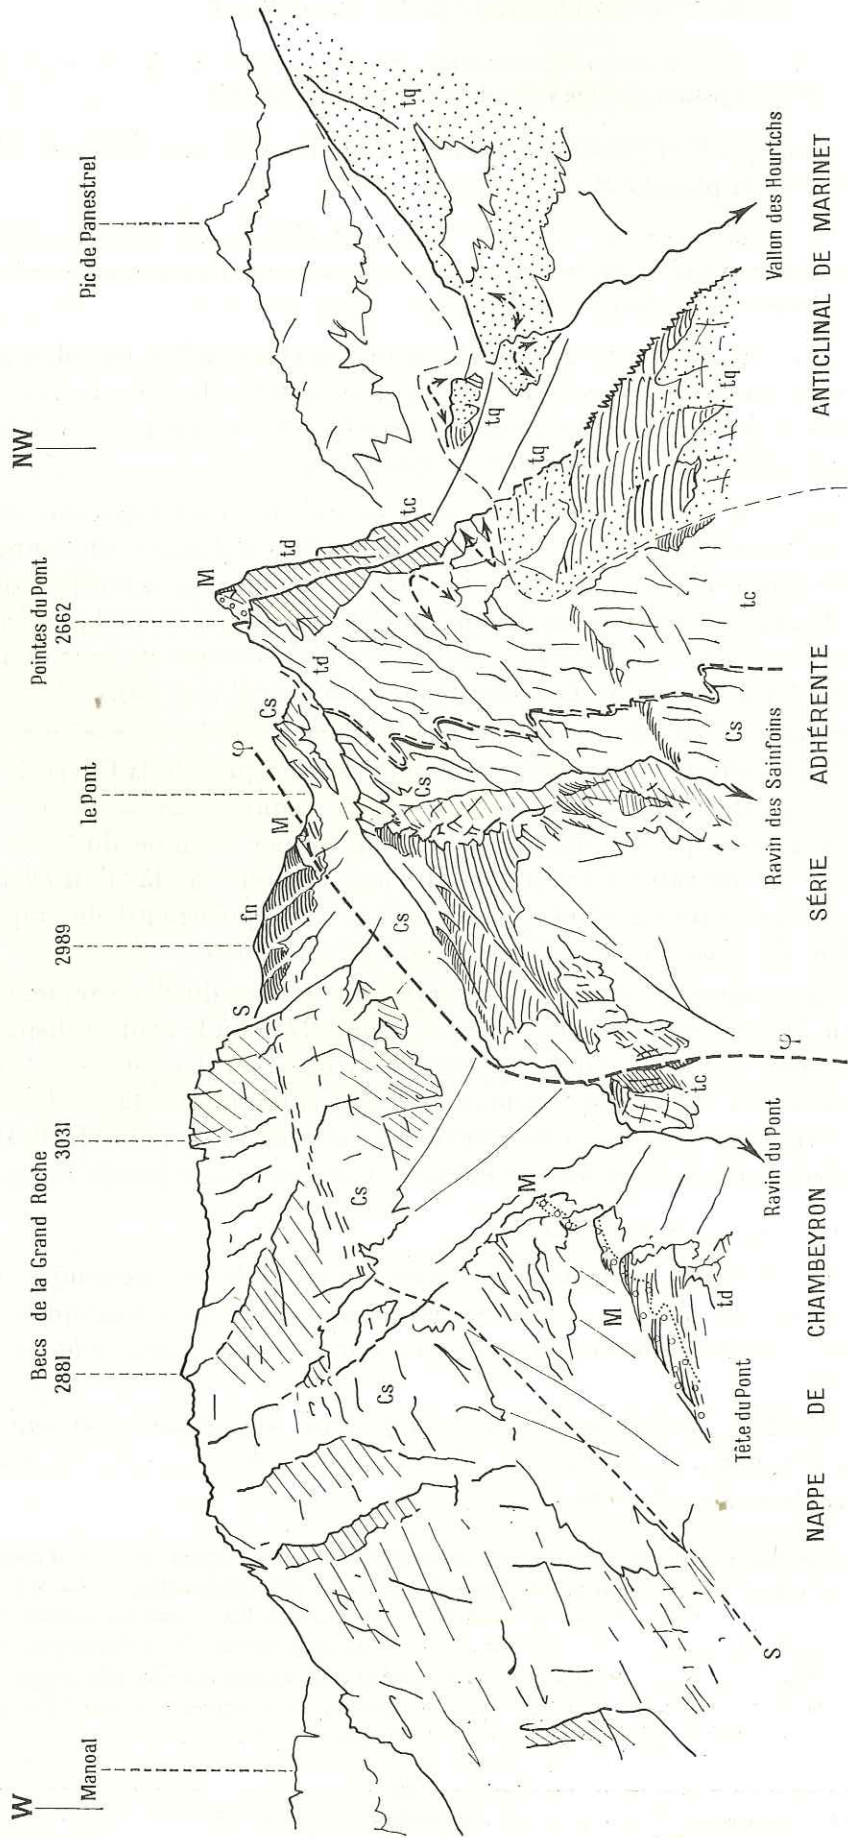 W
NW
Manoal
Becs de la Grand Roche
2881
3031
2989
le Pont
Pointes du Pont
2662
Pic de Panestrel
S
fn
M
φ
Cs
M
td
tc
td
tq
tq
tq
tq
Cs
Cs
Cs
Cs
Cs
tc
M
M
td
tc
φ
S
Tête du Pont
Ravin du Pont
Ravin des Sainfoins
Vallon des Hourtchs
NAPPE DE CHAMBEYRON
SÉRIE ADHÉRENTE
ANTICLINAL DE MARINET